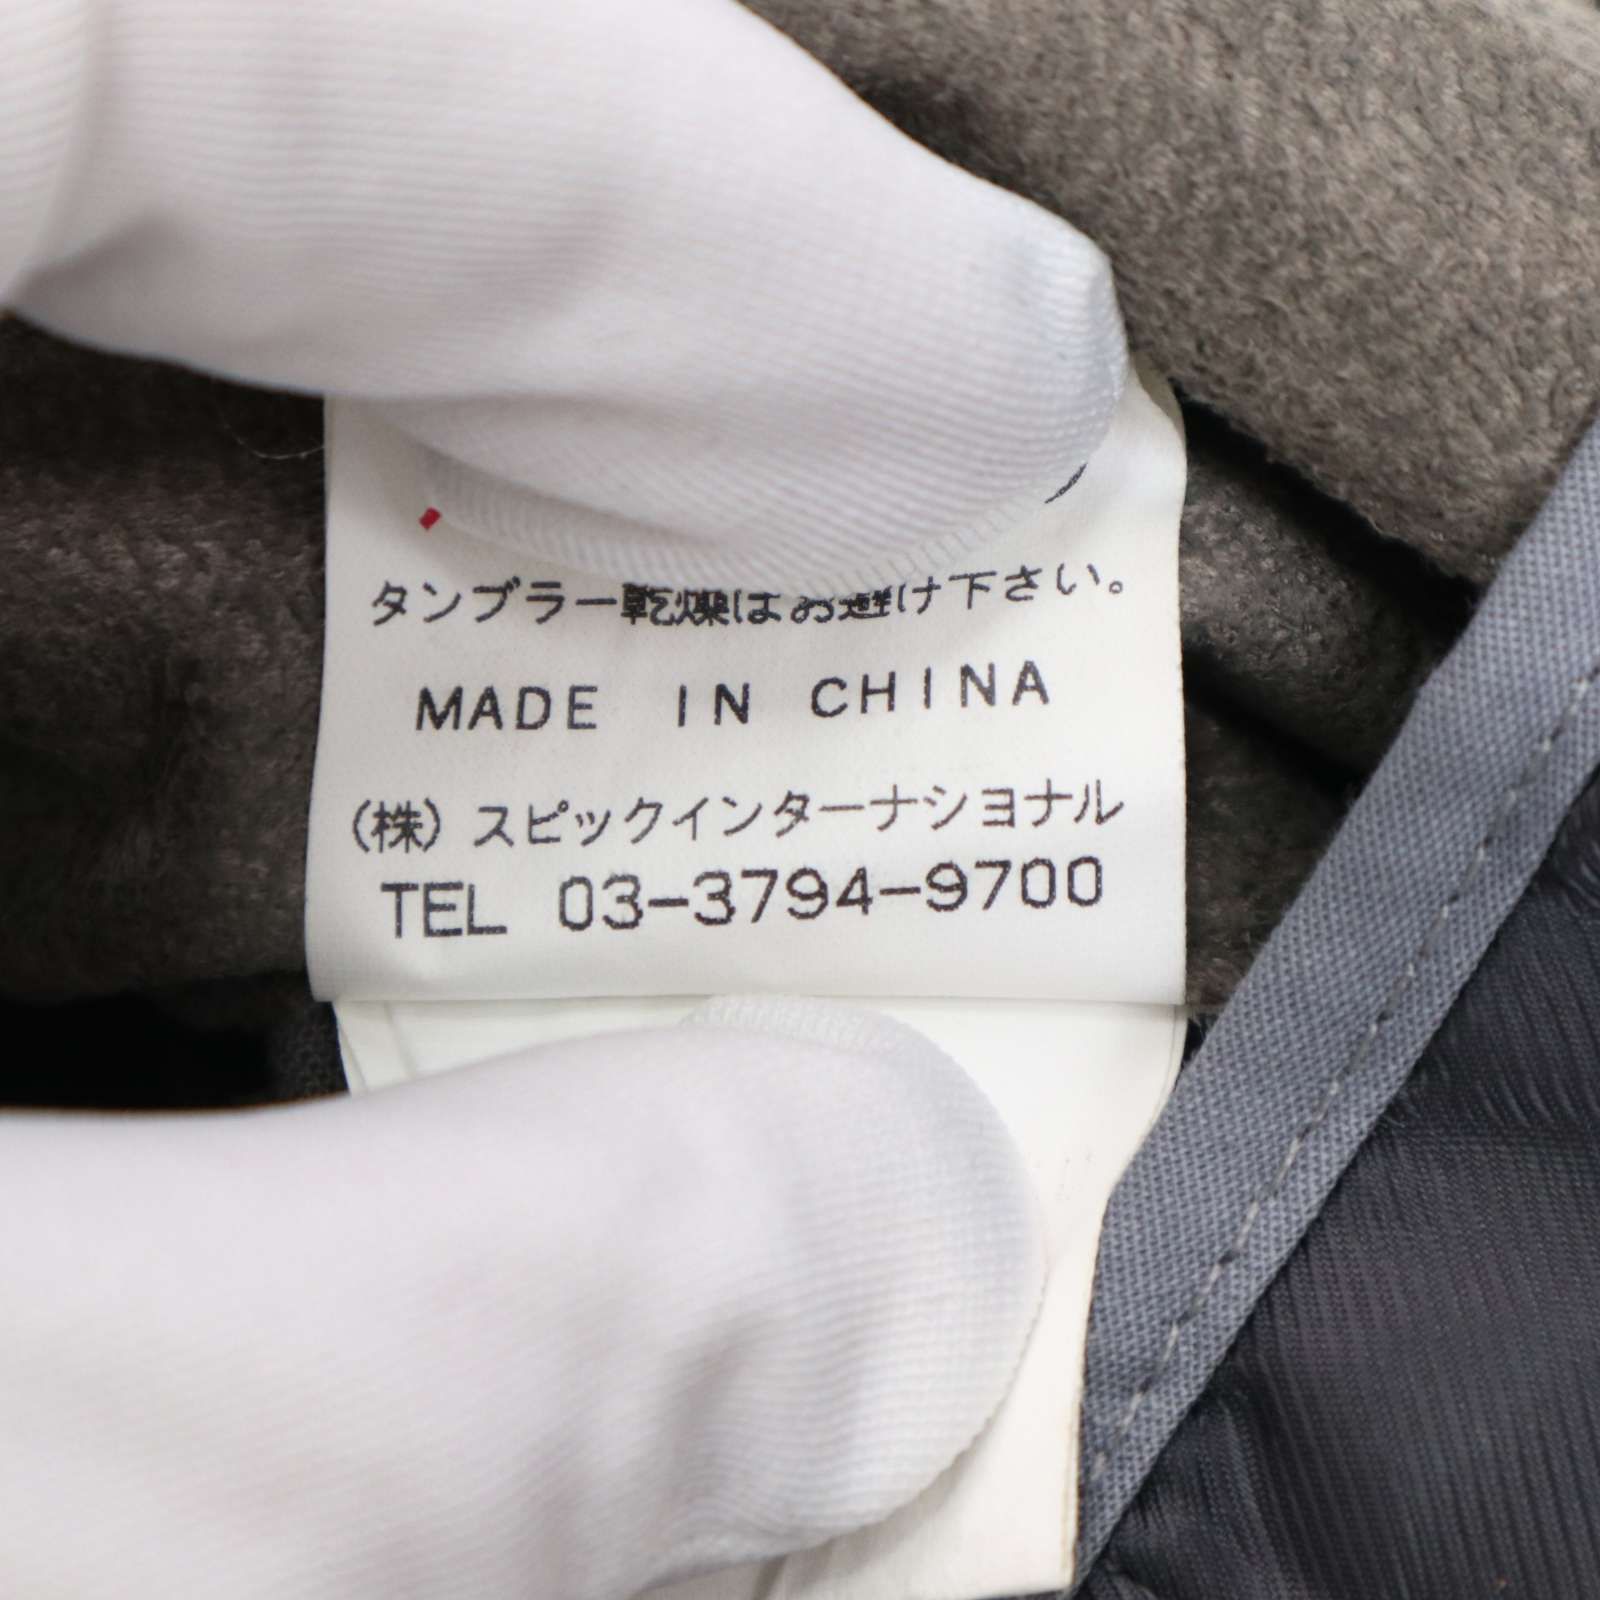 タンブラー乾燥はお避け下さい。
MADE IN CHINA
(株) スピックインターナショナル
TEL 03-3794-9700